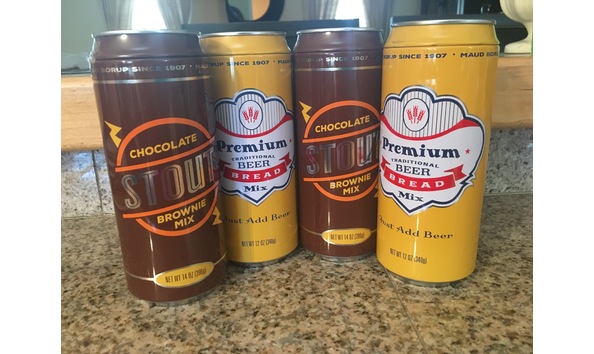 BORUP SINCE 1907 • MAUD
CHOCOLATE
STOUT
BROWNIE
MIX
NET WT 14 OZ (396g)
Premium
TRADITIONAL
BEER
BREAD
Mix
Just Add Beer
NET WT 12 OZ (340g)
BORUP SINCE 1907 •
CHOCOLATE
STOUT
BROWNIE
MIX
NET WT 14 OZ (396g)
SINCE 1907 • MAUD
Premium
TRADITIONAL
BEER
BREAD
Mix
Just Add Beer
NET WT 12 OZ (340g)